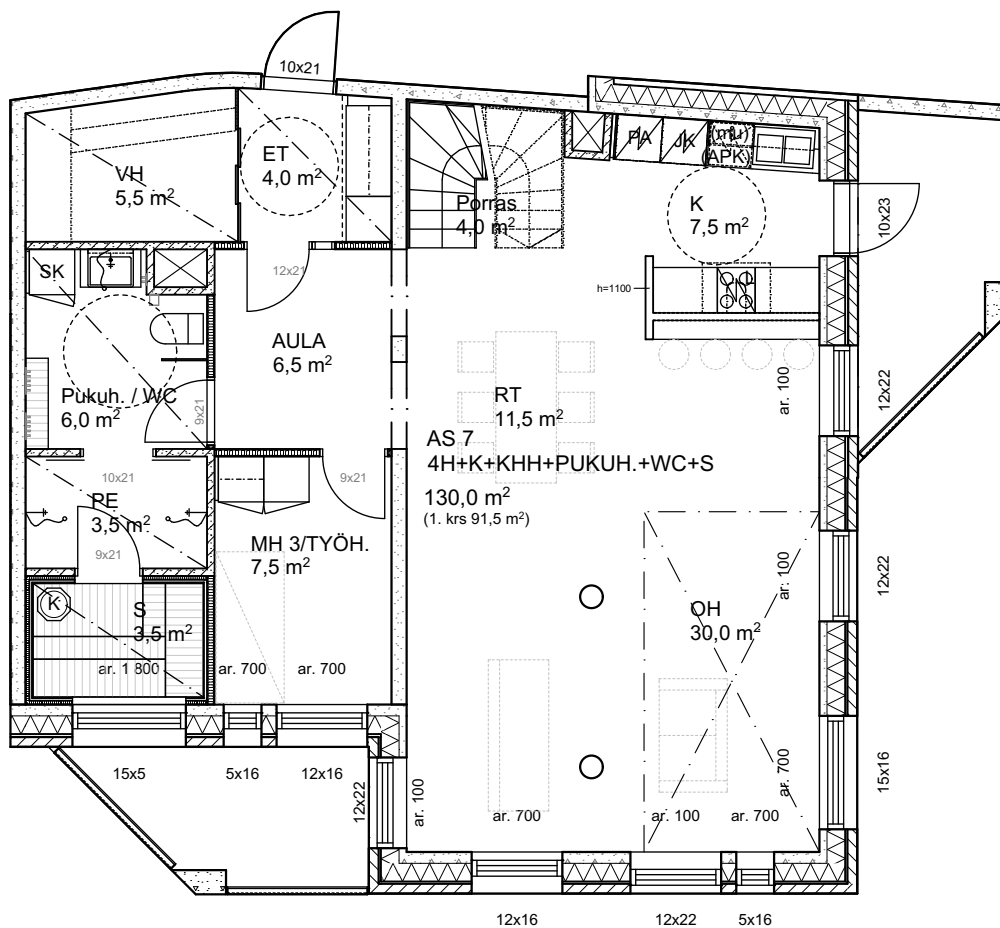 10x21
VH
5,5 m²
ET
4,0 m²
PA
JK
(mu)
(APK)
Porras
4,0 m²
K
7,5 m²
10x23
SK
12x21
h=1100
AULA
6,5 m²
Pukuh. / WC
6,0 m²
9x21
RT
11,5 m²
ar. 100
12x22
AS 7
4H+K+KHH+PUKUH.+WC+S
130,0 m²
(1. krs 91,5 m²)
10x21
9x21
PE
3,5 m²
9x21
MH 3/TYÖH.
7,5 m²
ar. 100
12x22
K
S
3,5 m²
OH
30,0 m²
ar. 1 800
ar. 700
ar. 700
15x5
5x16
12x16
12x22
ar. 100
ar. 700
ar. 100
ar. 700
ar. 700
15x16
12x16
12x22
5x16